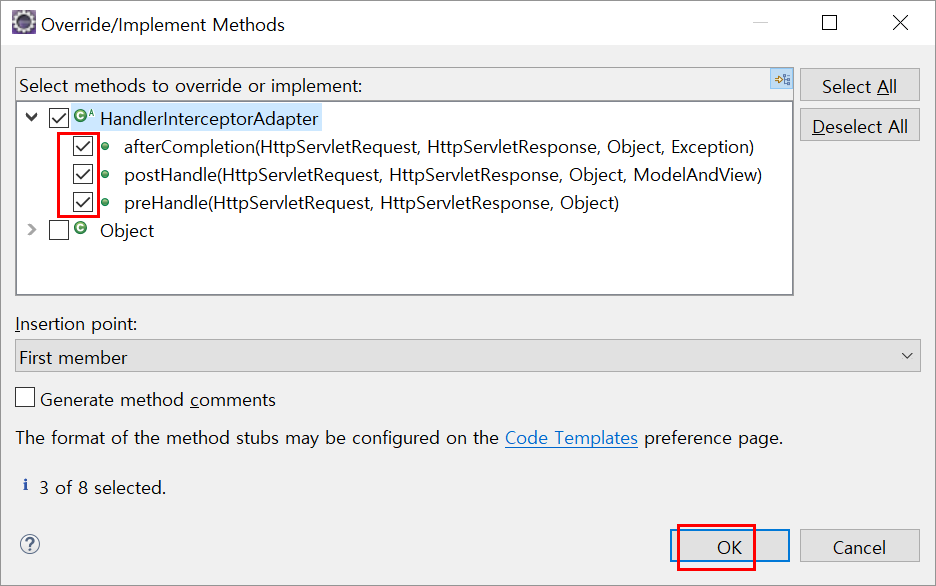 Override/Implement Methods
Select methods to override or implement:
Select All
HandlerInterceptorAdapter
Deselect All
afterCompletion(HttpServletRequest, HttpServletResponse, Object, Exception)
postHandle(HttpServletRequest, HttpServletResponse, Object, ModelAndView)
preHandle(HttpServletRequest, HttpServletResponse, Object)
Object
Insertion point:
First member
Generate method comments
The format of the method stubs may be configured on the Code Templates preference page.
3 of 8 selected.
OK
Cancel